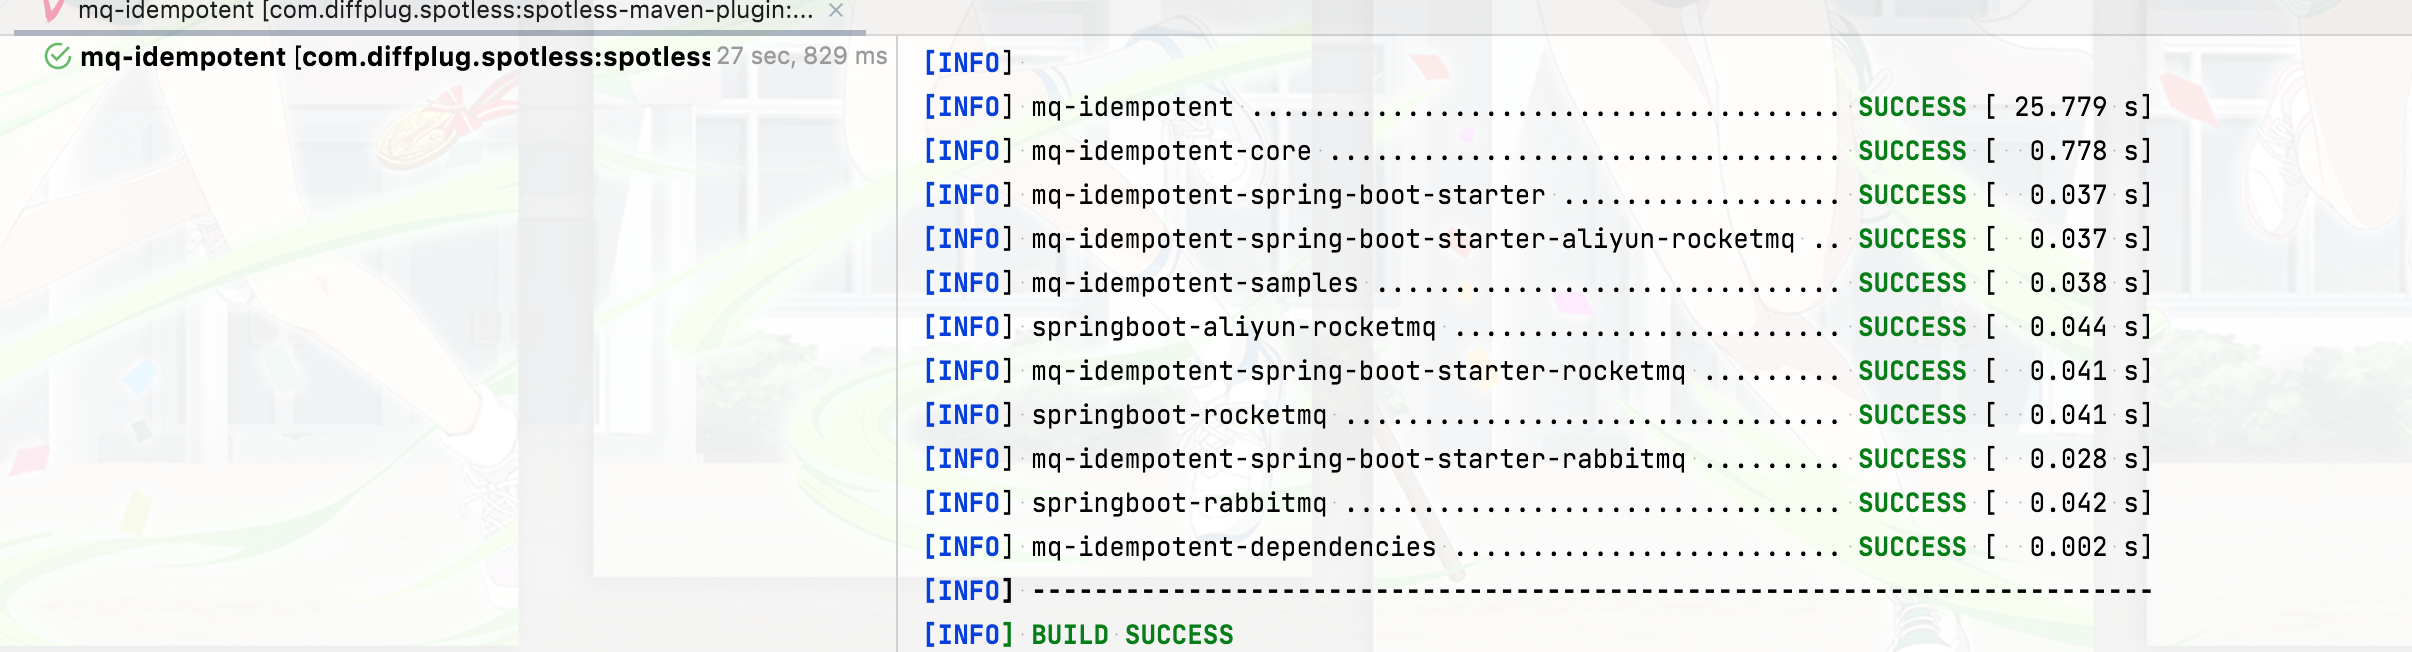 mq-idempotent [com.diffplug.spotless:spotless-maven-plugin:...
mq-idempotent [com.diffplug.spotless:spotless 27 sec, 829 ms
[INFO]
[INFO] mq-idempotent ...................................... SUCCESS [ 25.779 s]
[INFO] mq-idempotent-core ................................. SUCCESS [  0.778 s]
[INFO] mq-idempotent-spring-boot-starter .................. SUCCESS [  0.037 s]
[INFO] mq-idempotent-spring-boot-starter-aliyun-rocketmq .. SUCCESS [  0.037 s]
[INFO] mq-idempotent-samples .............................. SUCCESS [  0.038 s]
[INFO] springboot-aliyun-rocketmq ......................... SUCCESS [  0.044 s]
[INFO] mq-idempotent-spring-boot-starter-rocketmq ......... SUCCESS [  0.041 s]
[INFO] springboot-rocketmq ................................ SUCCESS [  0.041 s]
[INFO] mq-idempotent-spring-boot-starter-rabbitmq ......... SUCCESS [  0.028 s]
[INFO] springboot-rabbitmq ................................ SUCCESS [  0.042 s]
[INFO] mq-idempotent-dependencies ......................... SUCCESS [  0.002 s]
[INFO] ------------------------------------------------------------------------
[INFO] BUILD SUCCESS